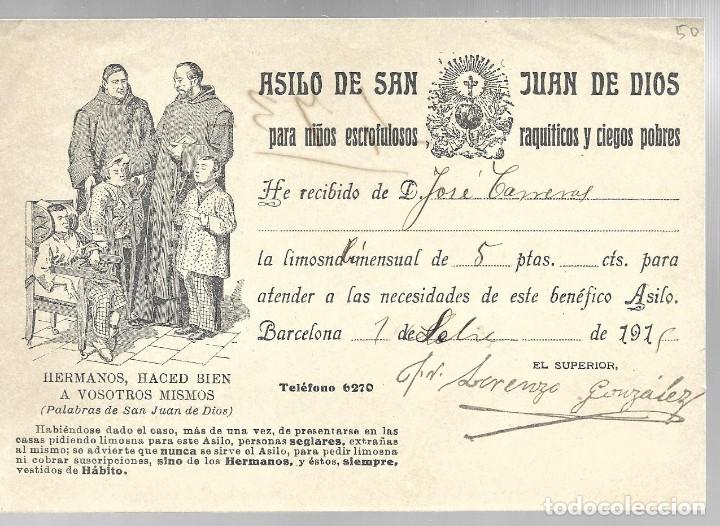 50
ASILO DE SAN JUAN DE DIOS
para niños escrofulosos, raquíticos y ciegos pobres
He recibido de D. José Carreras
la limosna bimensual de 5 ptas. cts. para
atender a las necesidades de este benéfico Asilo.
Barcelona 1 de de 1915
EL SUPERIOR,
Teléfono 6270
fr. Lorenzo González
HERMANOS, HACED BIEN
A VOSOTROS MISMOS
(Palabras de San Juan de Dios)
Habiéndose dado el caso, más de una vez, de presentarse en las
casas pidiendo limosna para este Asilo, personas seglares, extrañas
al mismo; se advierte que nunca se sirve el Asilo, para pedir limosna
ni cobrar suscripciones, sino de los Hermanos, y éstos, siempre,
vestidos de Hábito.
todocoleccion